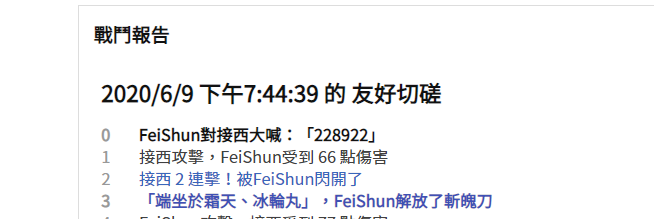 戰鬥報告
2020/6/9 下午7:44:39 的 友好切磋
0 FeiShun對接西大喊：「228922」
1 接西攻擊，FeiShun受到 66 點傷害
2 接西 2 連擊！被FeiShun閃開了
3 「端坐於霜天、冰輪丸」，FeiShun解放了斬魄刀